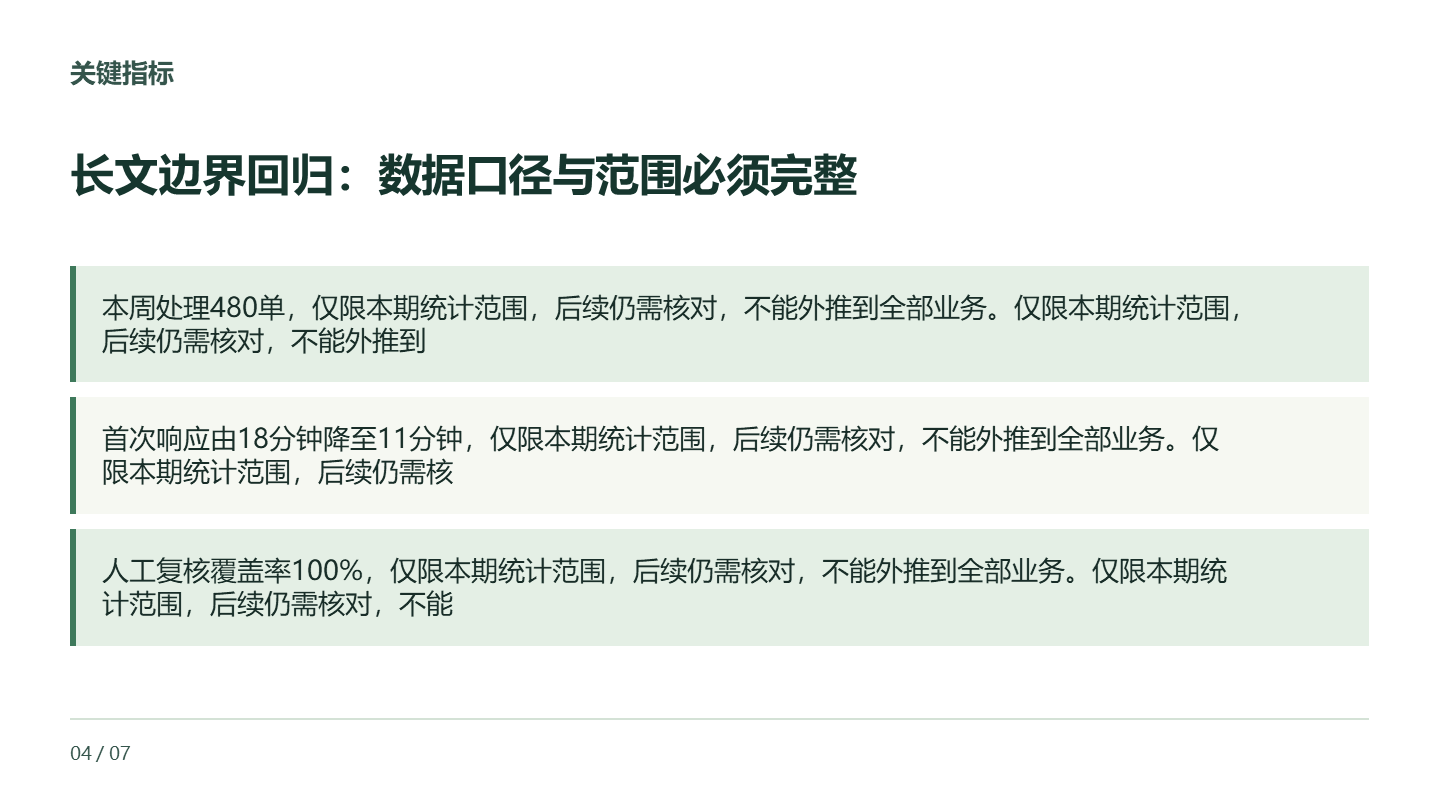 关键指标
长文边界回归：数据口径与范围必须完整
本周处理480单，仅限本期统计范围，后续仍需核对，不能外推到全部业务。仅限本期统计范围，
后续仍需核对，不能外推到
首次响应由18分钟降至11分钟，仅限本期统计范围，后续仍需核对，不能外推到全部业务。仅
限本期统计范围，后续仍需核
人工复核覆盖率100%，仅限本期统计范围，后续仍需核对，不能外推到全部业务。仅限本期统
计范围，后续仍需核对，不能
04 / 07